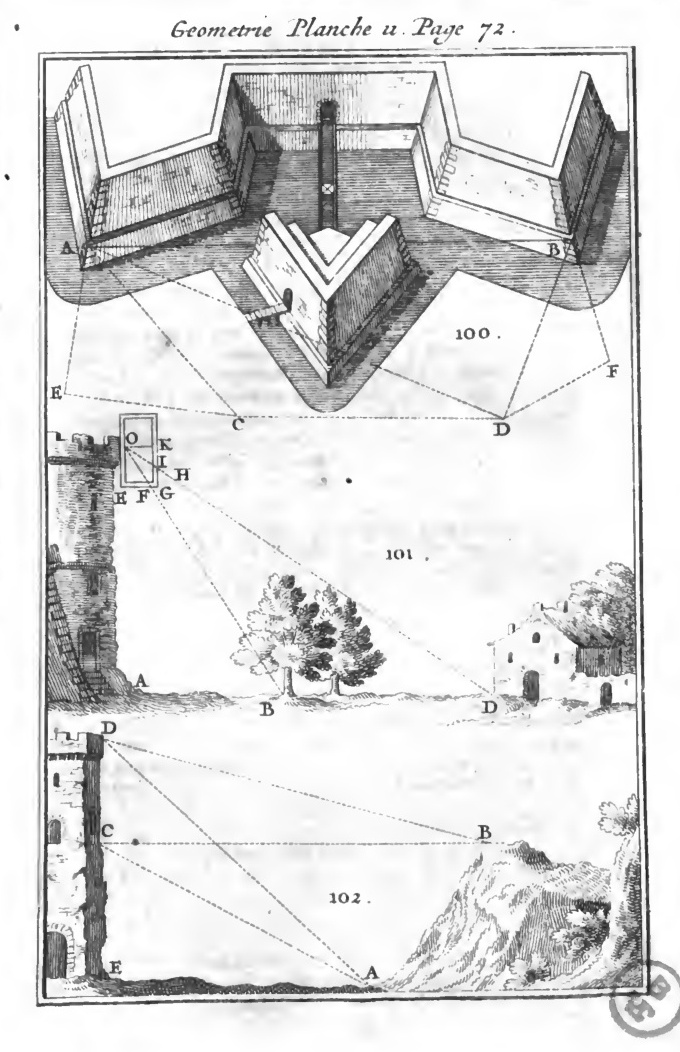 Geometrie Planche 11. Page 72.
A
B
100.
E
F
C
D
O
K
I
H
E F G
101.
A
B
D
D
C
B
102.
E
A